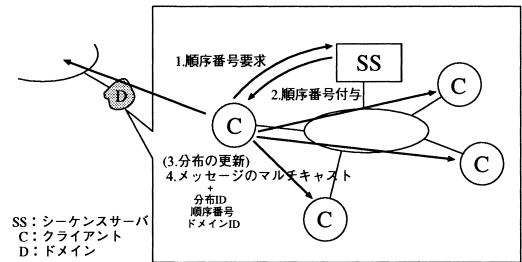 1.順序番号要求
SS
2.順序番号付与
C
D
C
C
(3.分布の更新)
4.メッセージのマルチキャスト
+
分布ID
順序番号
ドメインID
C
SS：シーケンスサーバ
C：クライアント
D：ドメイン